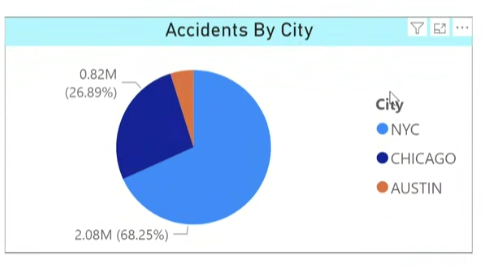 Accidents By City
0.82M
(26.89%)
City
NYC
CHICAGO
AUSTIN
2.08M (68.25%)